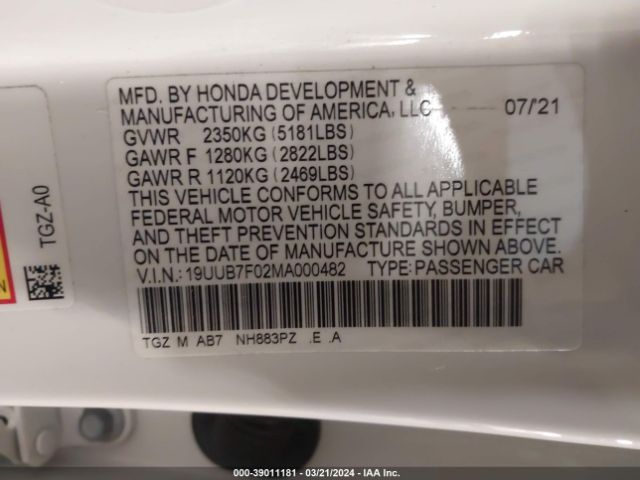 MFD. BY HONDA DEVELOPMENT &
MANUFACTURING OF AMERICA, LLC 07/21
GVWR 2350KG (5181LBS)
GAWR F 1280KG (2822LBS)
GAWR R 1120KG (2469LBS)
THIS VEHICLE CONFORMS TO ALL APPLICABLE
FEDERAL MOTOR VEHICLE SAFETY, BUMPER,
AND THEFT PREVENTION STANDARDS IN EFFECT
ON THE DATE OF MANUFACTURE SHOWN ABOVE.
V.I.N.: 19UUB7F02MA000482 TYPE: PASSENGER CAR
TGZ M AB7 NH883PZ .E .A
TGZ-A0
000-39011181 - 03/21/2024 - IAA Inc.